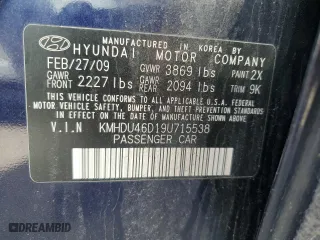 MANUFACTURED IN KOREA BY
HYUNDAI MOTOR COMPANY
FEB/27/09 GVWR 3869 lbs PAINT 2X
GAWR FRONT 2227 lbs GAWR REAR 2094 lbs TRIM 9K
THIS VEHICLE CONFORMS TO ALL APPLICABLE
FEDERAL MOTOR VEHICLE SAFETY, BUMPER,
AND THEFT PREVENTION STANDARDS IN EFFECT
ON THE DATE OF MANUFACTURE SHOWN ABOVE.
V.I.N KMHDU46D19U715538
PASSENGER CAR
DREAMBID